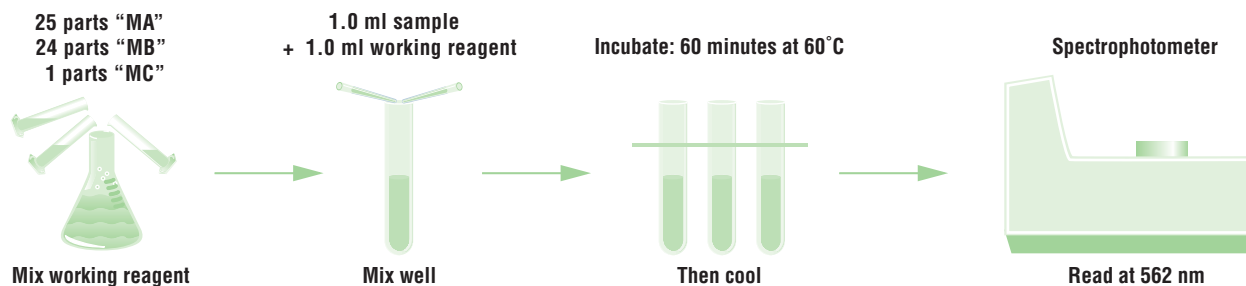 25 parts “MA”
24 parts “MB”
1 parts “MC”
Mix working reagent
1.0 ml sample
+ 1.0 ml working reagent
Mix well
Incubate: 60 minutes at 60˚C
Then cool
Spectrophotometer
Read at 562 nm